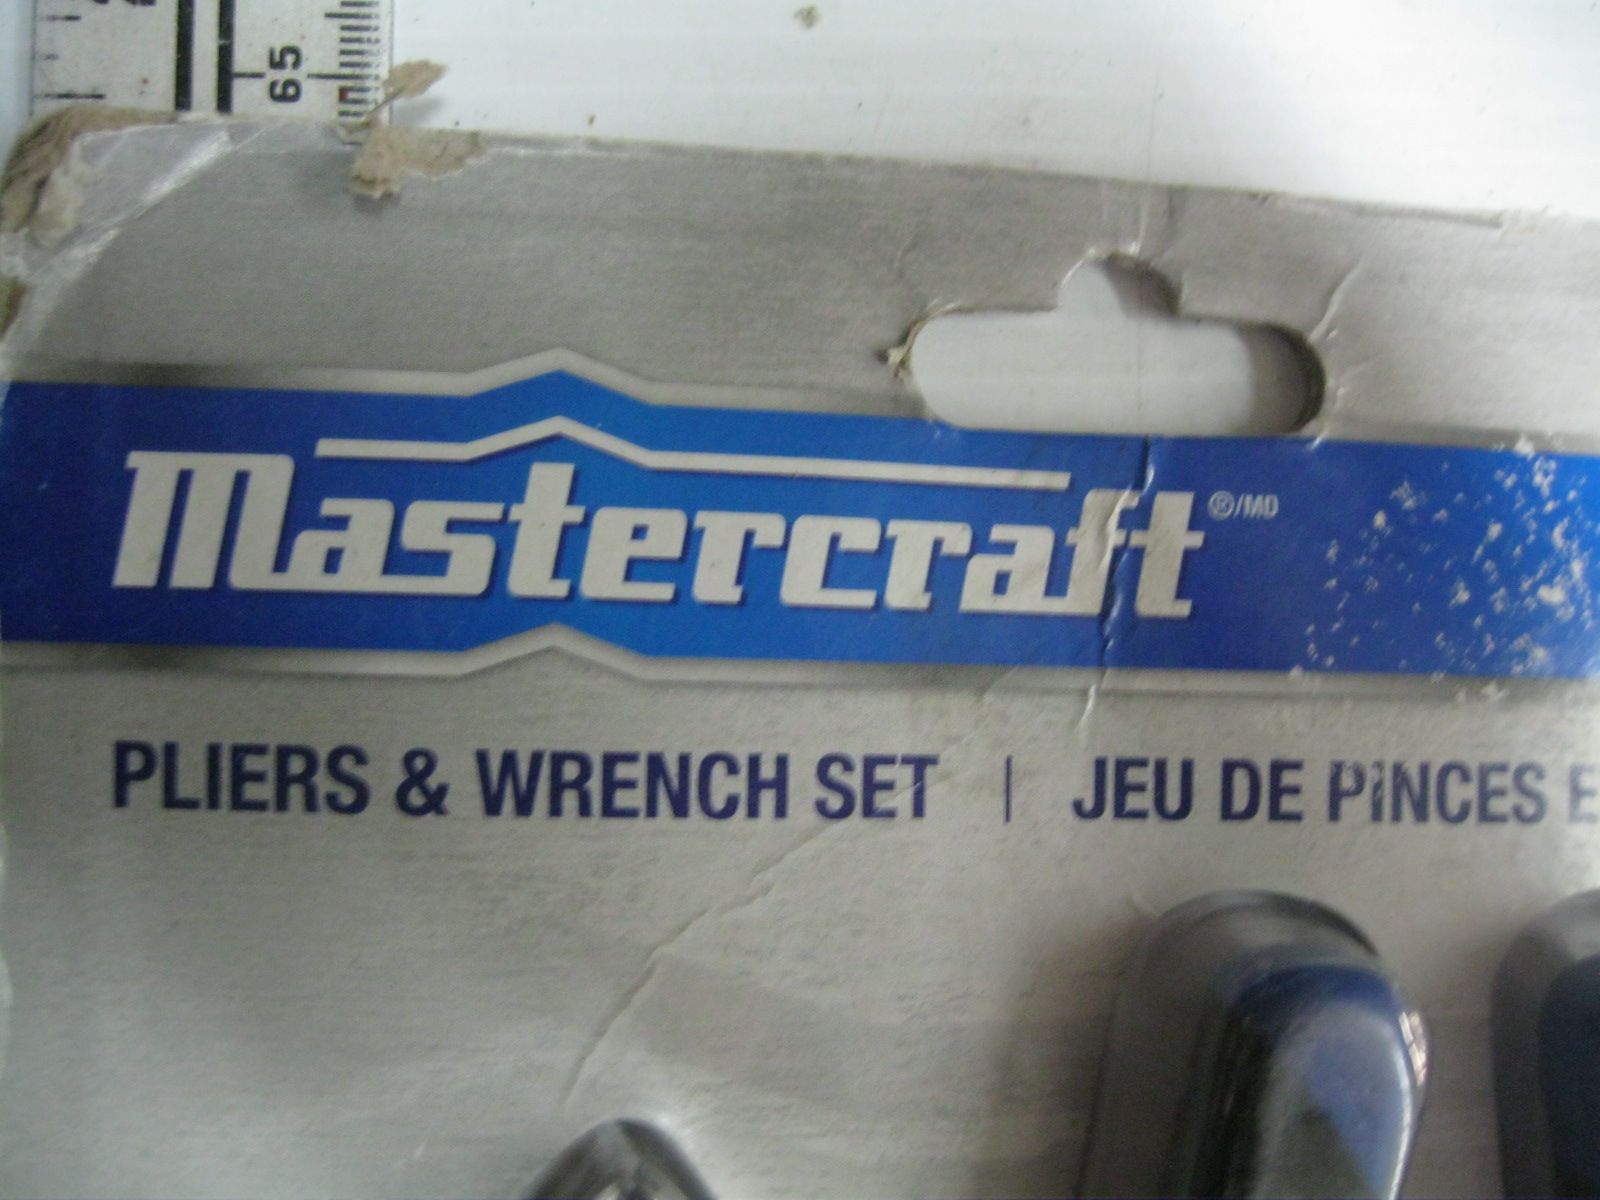 65
Mastercraft ®/MD
PLIERS & WRENCH SET | JEU DE PINCES E